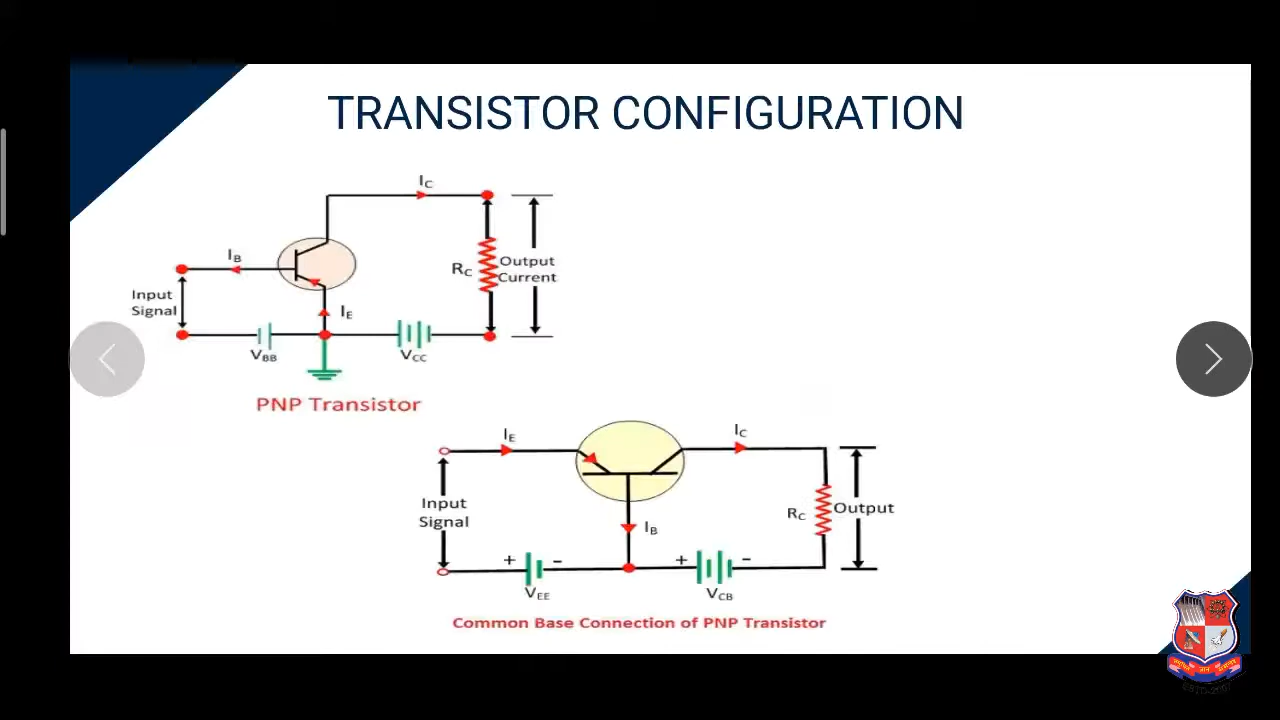 TRANSISTOR CONFIGURATION
IC
IB
RC
Output
Current
Input
Signal
IE
VBB
VCC
PNP Transistor
IE
IC
Input
Signal
RC
Output
IB
+
-
+
-
VEE
VCB
Common Base Connection of PNP Transistor